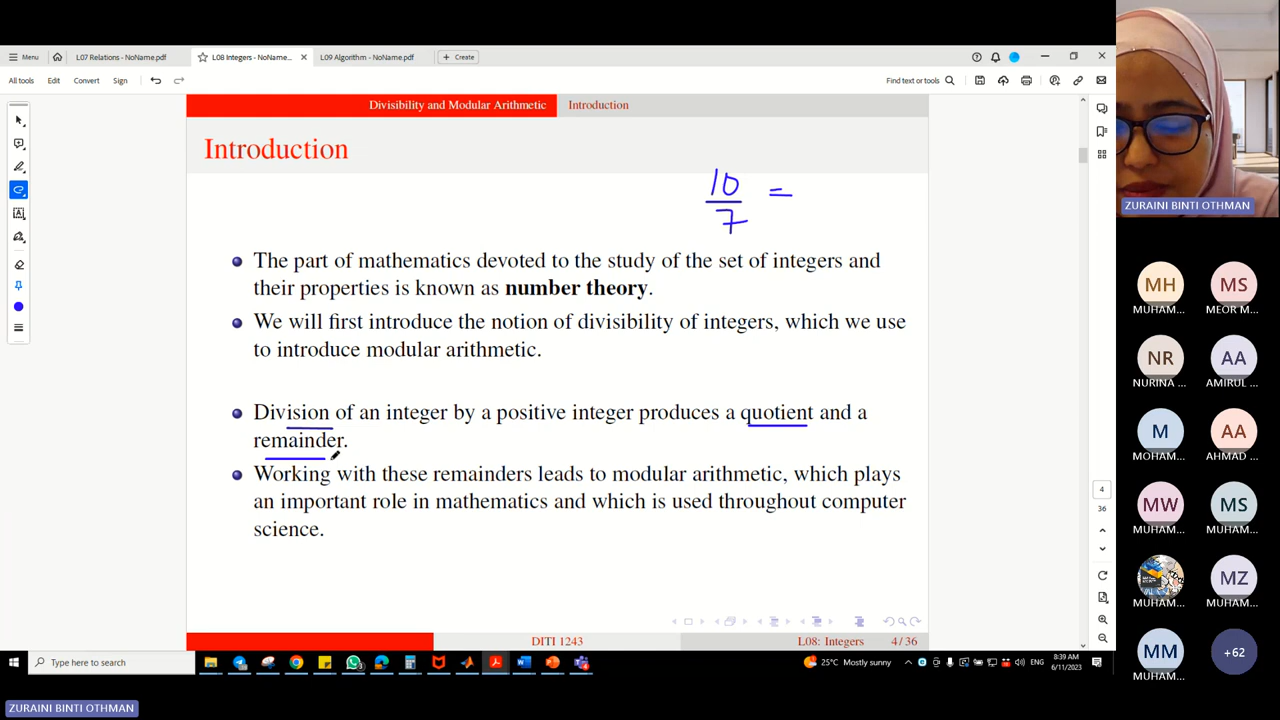 Menu
L07 Relations - NoName.pdf
L08 Integers - NoName...
L09 Algorithm - NoName.pdf
Create
All tools
Edit
Convert
Sign
Find text or tools
Divisibility and Modular Arithmetic
Introduction
Introduction
10
7
=
The part of mathematics devoted to the study of the set of integers and
their properties is known as number theory.
We will first introduce the notion of divisibility of integers, which we use
to introduce modular arithmetic.
Division of an integer by a positive integer produces a quotient and a
remainder.
Working with these remainders leads to modular arithmetic, which plays
an important role in mathematics and which is used throughout computer
science.
DITI 1243
L08: Integers
4/36
4
36
Type here to search
25°C Mostly sunny
ENG
8:39 AM
6/11/2023
ZURAINI BINTI OTHMAN
MH
MUHAM...
MS
MEOR M...
NR
NURINA ...
AA
AMIRUL ...
M
MOHAM...
AA
AHMAD ...
MW
MUHAM...
MS
MUHAM...
MUHAM...
MZ
MUHAM...
MM
MUHAM...
+62
ZURAINI BINTI OTHMAN